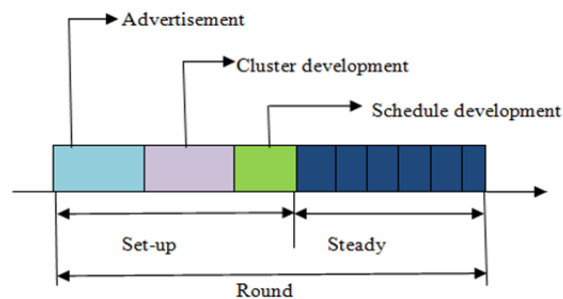 Advertisement
Cluster development
Schedule development
Set-up
Steady
Round